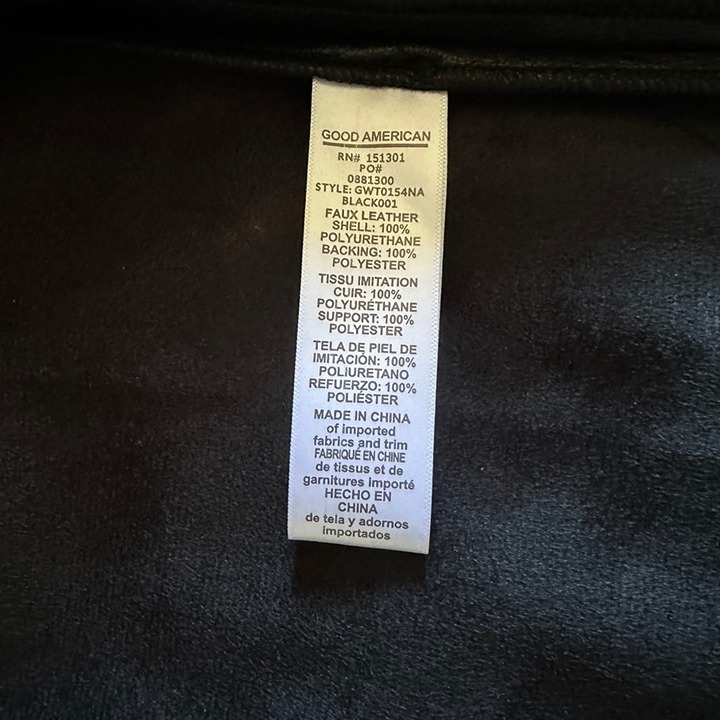 GOOD AMERICAN
RN# 151301
PO#
0881300
STYLE: GWT0154NA
BLACK001
FAUX LEATHER
SHELL: 100%
POLYURETHANE
BACKING: 100%
POLYESTER
TISSU IMITATION
CUIR: 100%
POLYURÉTHANE
SUPPORT: 100%
POLYESTER
TELA DE PIEL DE
IMITACIÓN: 100%
POLIURETANO
REFUERZO: 100%
POLIÉSTER
MADE IN CHINA
of imported
fabrics and trim
FABRIQUÉ EN CHINE
de tissus et de
garnitures Importé
HECHO EN
CHINA
de tela y adornos
importados